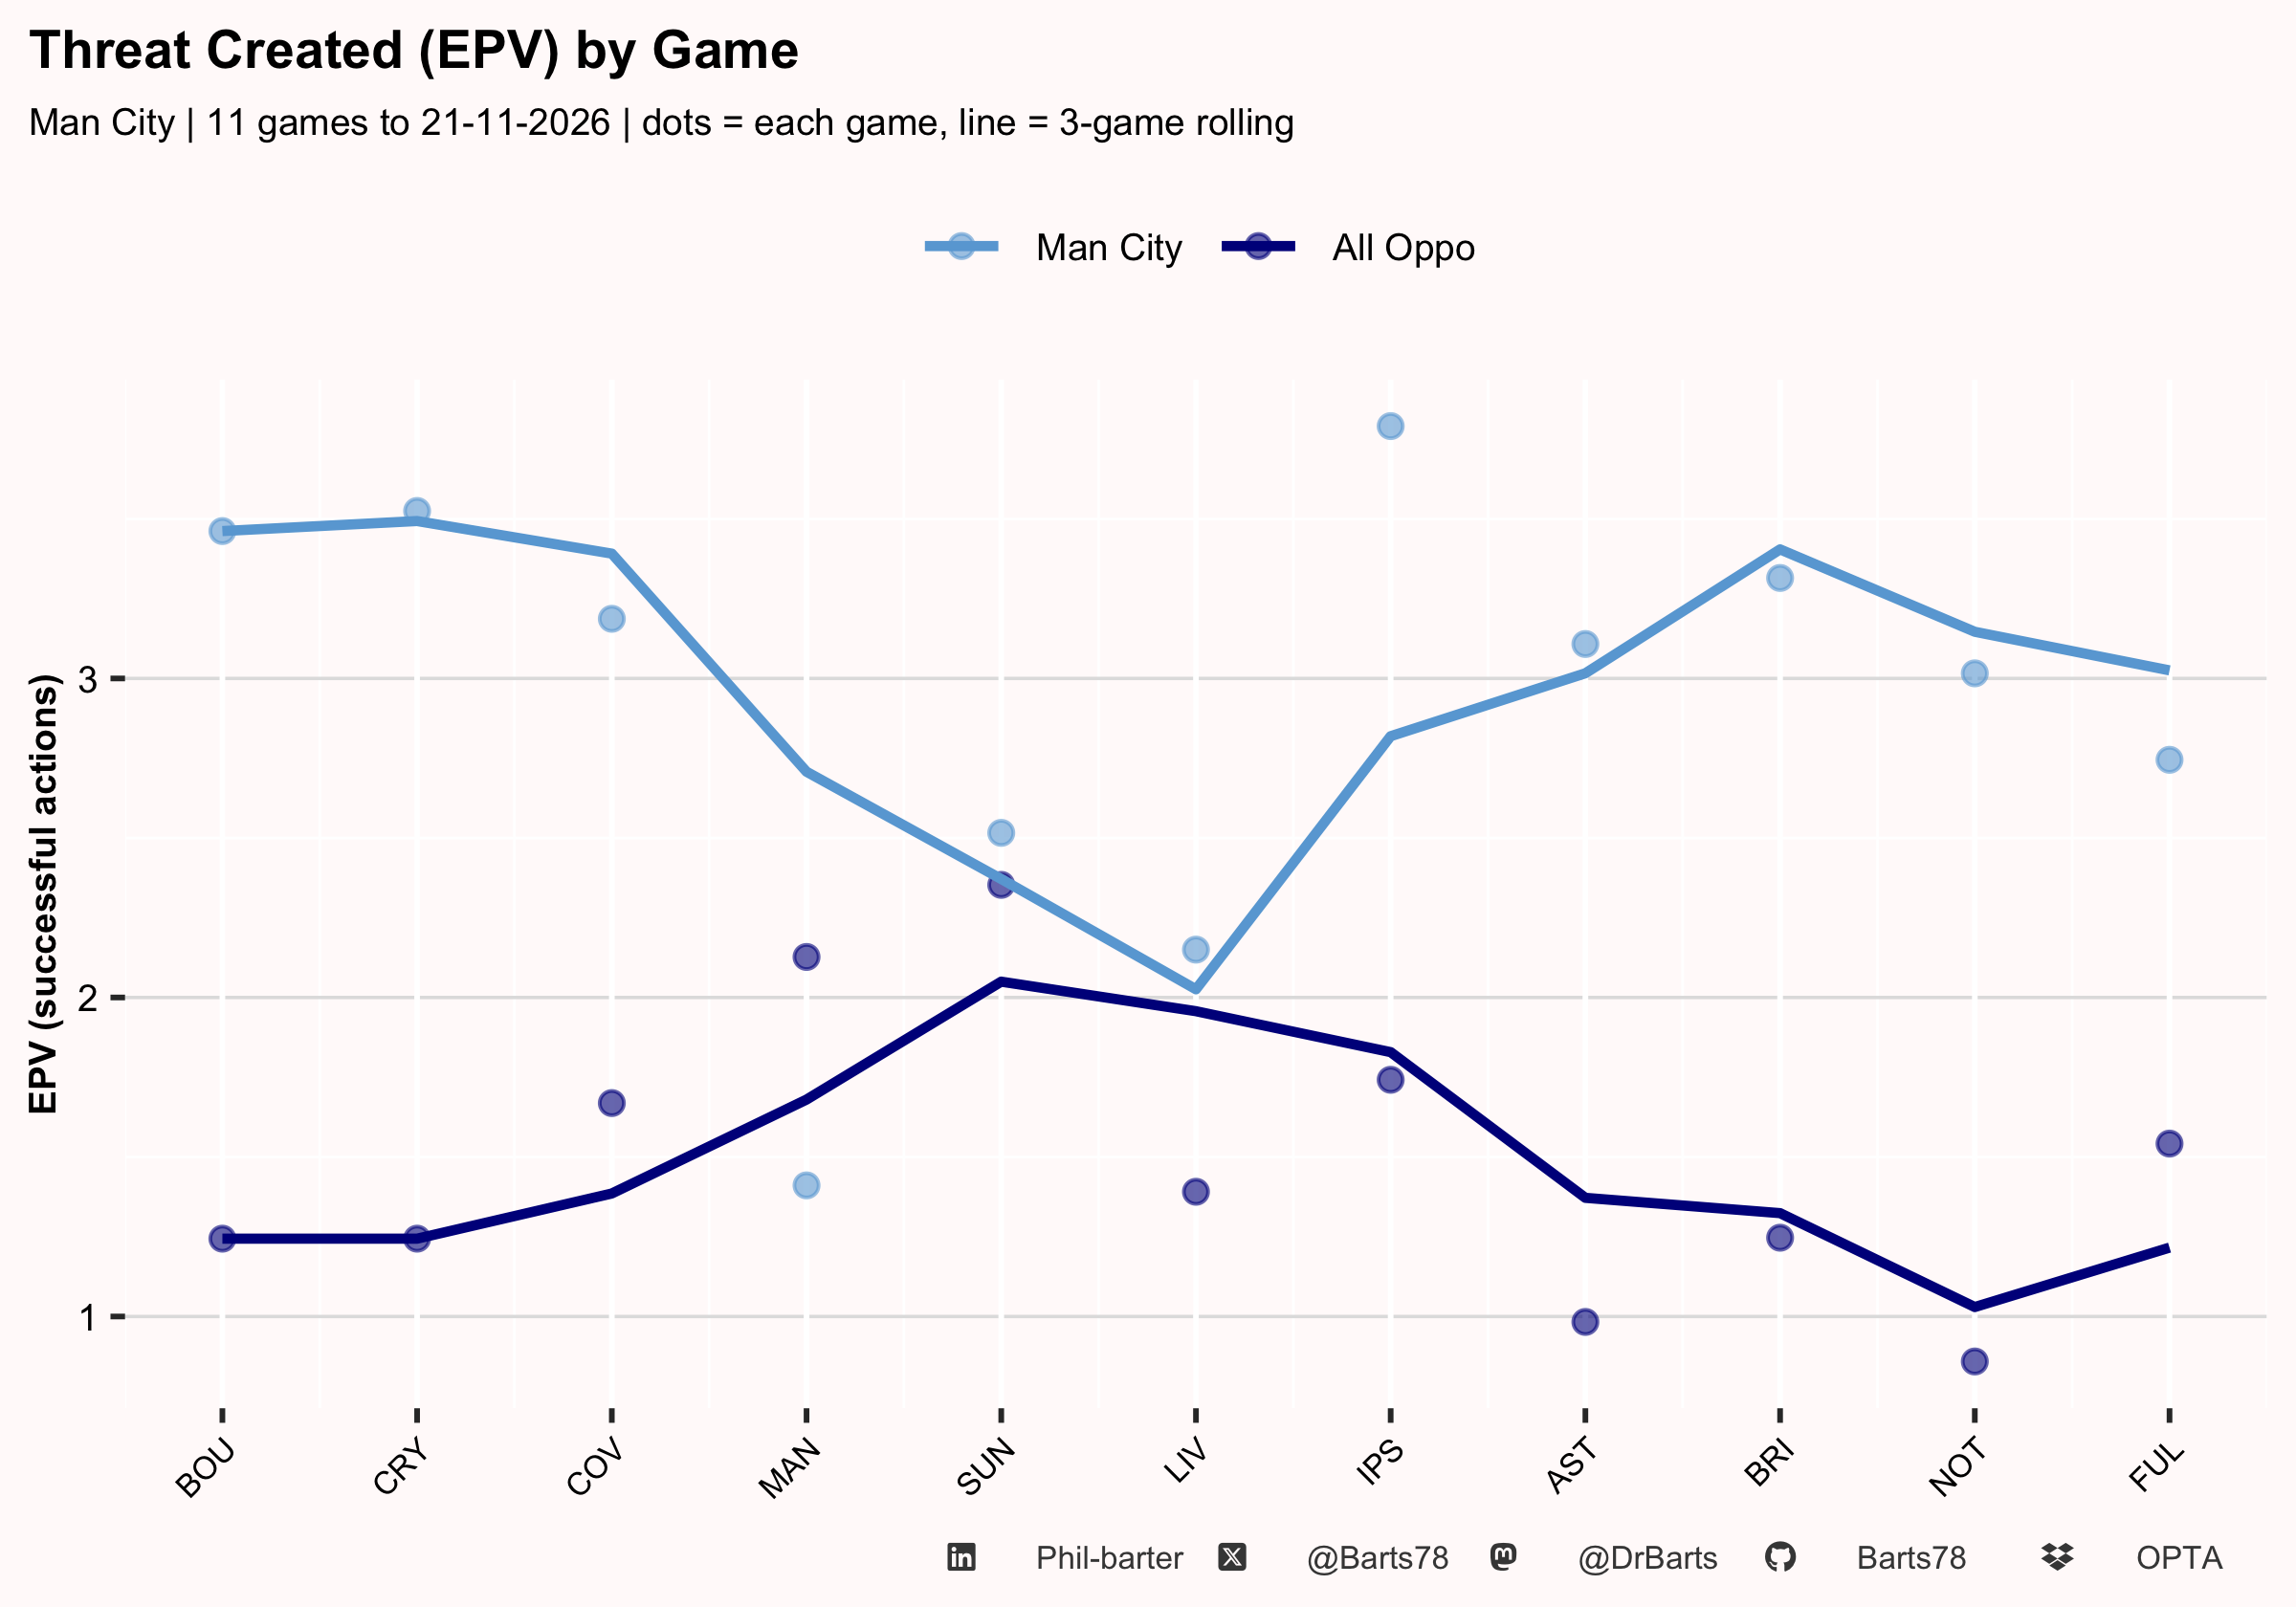 Threat Created (EPV) by Game
Man City | 11 games to 21-11-2026 | dots = each game, line = 3-game rolling
Man City All Oppo
EPV (successful actions)
3
2
1
BOU CRY COV MAN SUN LIV IPS AST BRI NOT FUL
Phil-barter @Barts78 @DrBarts Barts78 OPTA